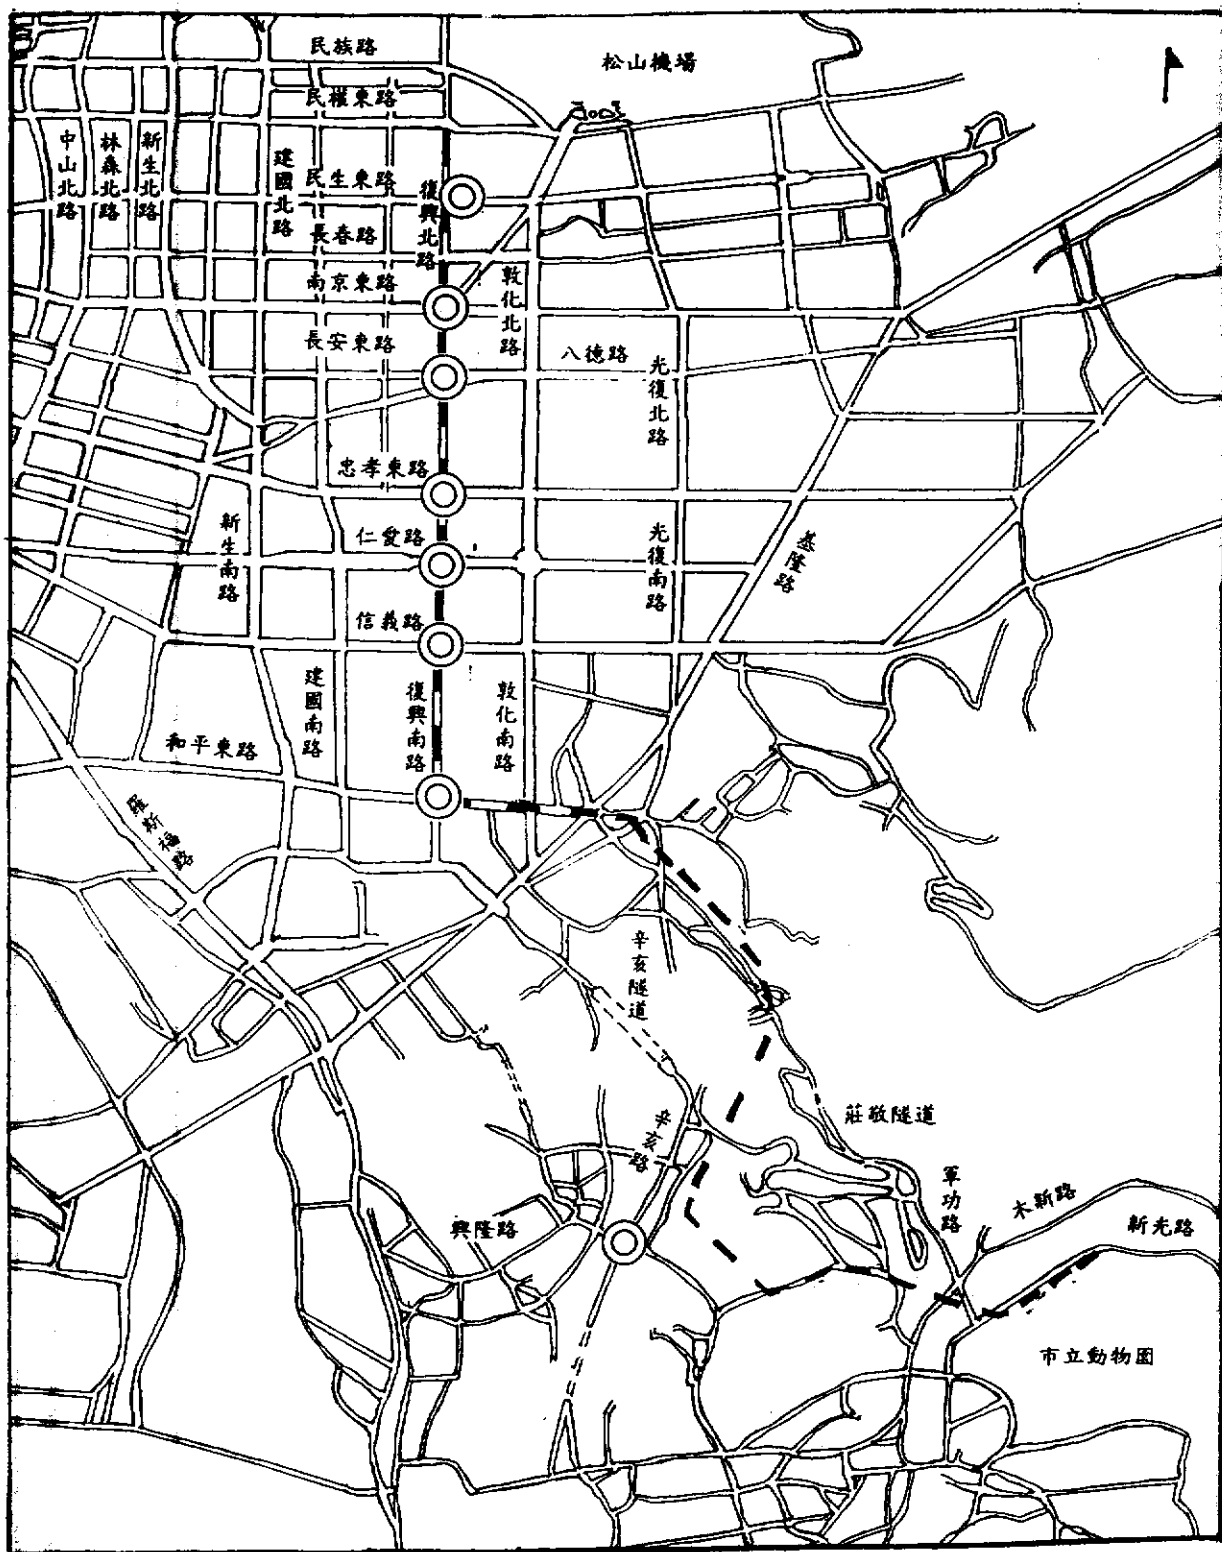 民族路
松山機場
民權東路
中山北路
林森北路
新生北路
建國北路
民生東路
復興北路
長春路
南京東路
敦化北路
長安東路
八德路
光復北路
忠孝東路
新生南路
仁愛路
光復南路
基隆路
信義路
建國南路
復興南路
敦化南路
和平東路
羅斯福路
辛亥隧道
莊敬隧道
辛亥路
軍功路
木新路
新光路
興隆路
市立動物園